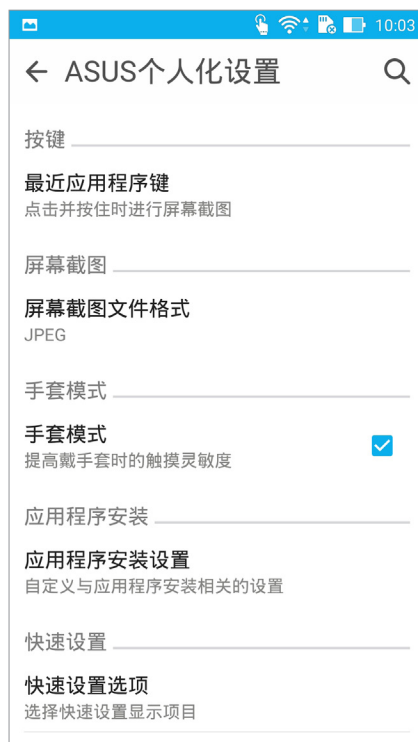 10:03
ASUS个人化设置
按键
最近应用程序键
点击并按住时进行屏幕截图
屏幕截图
屏幕截图文件格式
JPEG
手套模式
手套模式
提高戴手套时的触摸灵敏度
应用程序安装
应用程序安装设置
自定义与应用程序安装相关的设置
快速设置
快速设置选项
选择快速设置显示项目